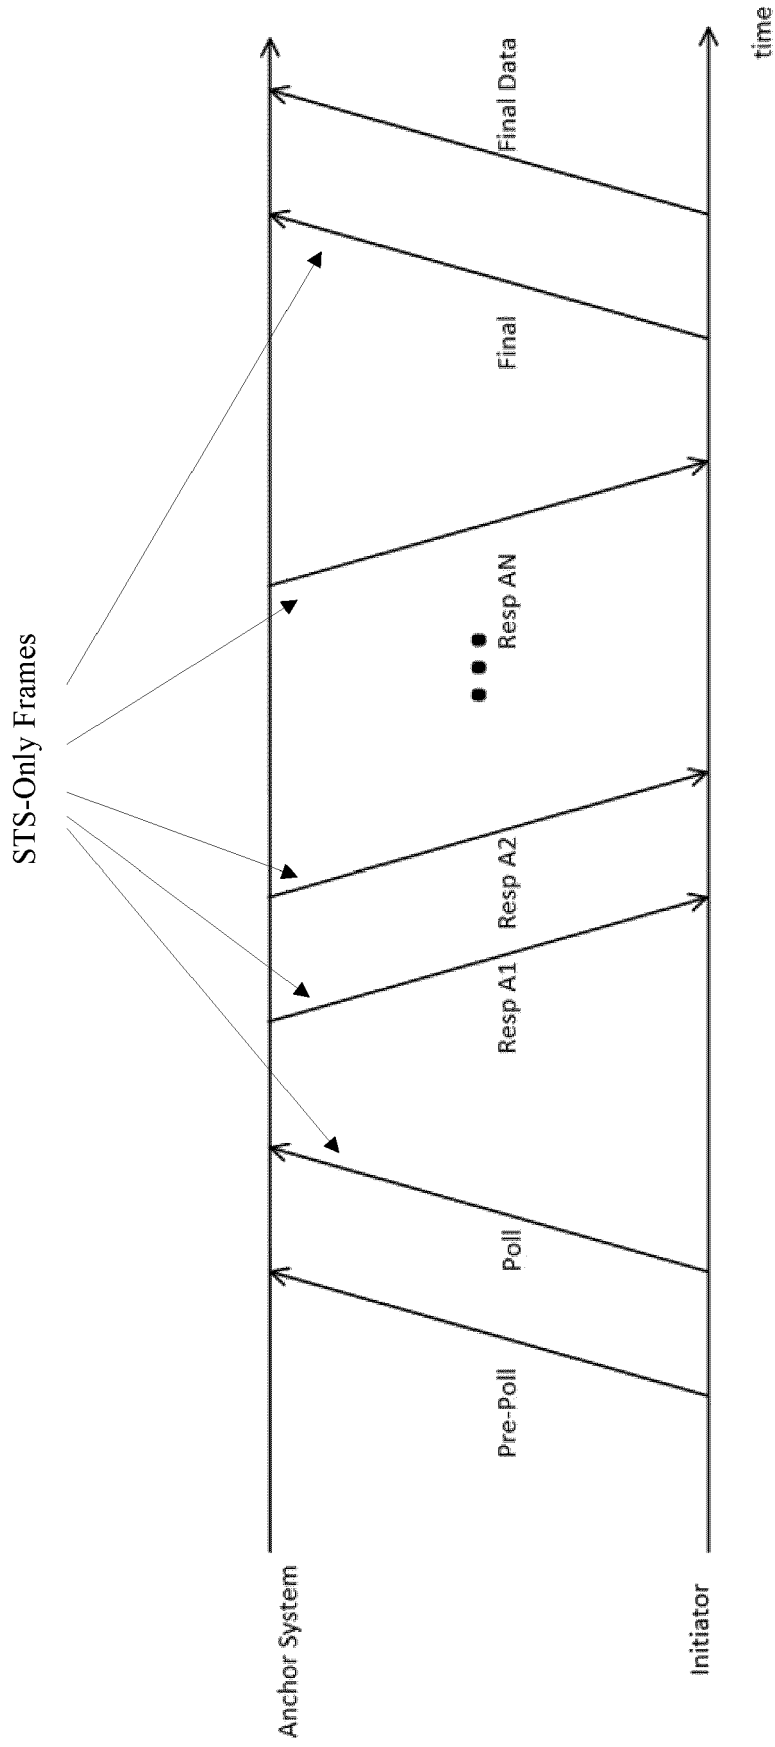 STS-Only Frames
Anchor System
Pre-Poll
Poll
Resp A1
Resp A2
Resp AN
Final
Final Data
Initiator
time